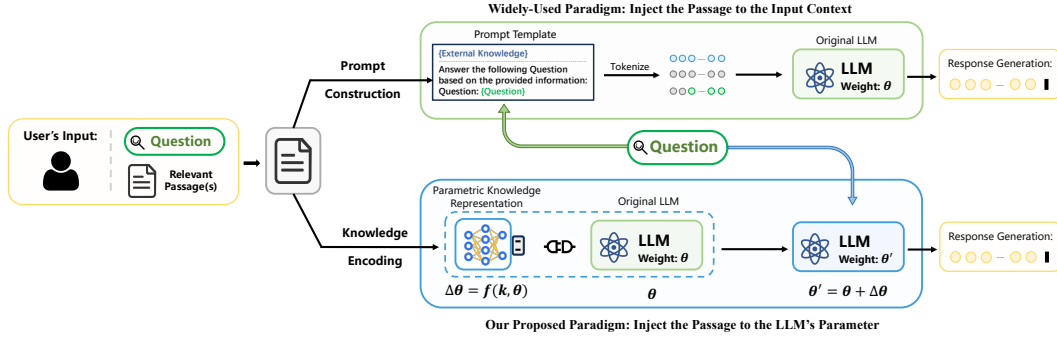 Widely-Used Paradigm: Inject the Passage to the Input Context
Prompt Template
{External Knowledge}
Answer the following Question
based on the provided information:
Question: {Question}
Tokenize
Original LLM
LLM
Weight: θ
Response Generation:
Prompt
Construction
User's Input:
Question
Relevant
Passage(s)
Question
Knowledge
Encoding
Parametric Knowledge
Representation
Original LLM
LLM
Weight: θ
LLM
Weight: θ′
Response Generation:
Δθ = f(k, θ)
θ
θ′ = θ + Δθ
Our Proposed Paradigm: Inject the Passage to the LLM's Parameter